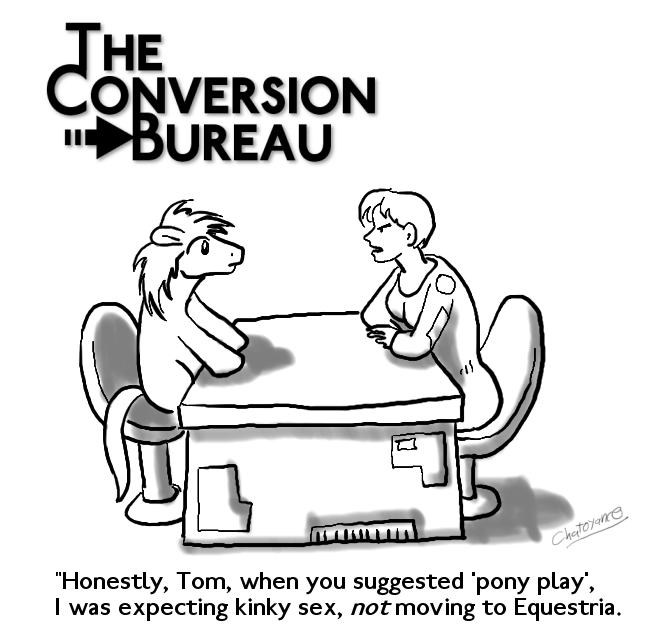 THE
CONVERSION
BUREAU
Chatoyance
"Honestly, Tom, when you suggested 'pony play',
I was expecting kinky sex, not moving to Equestria.